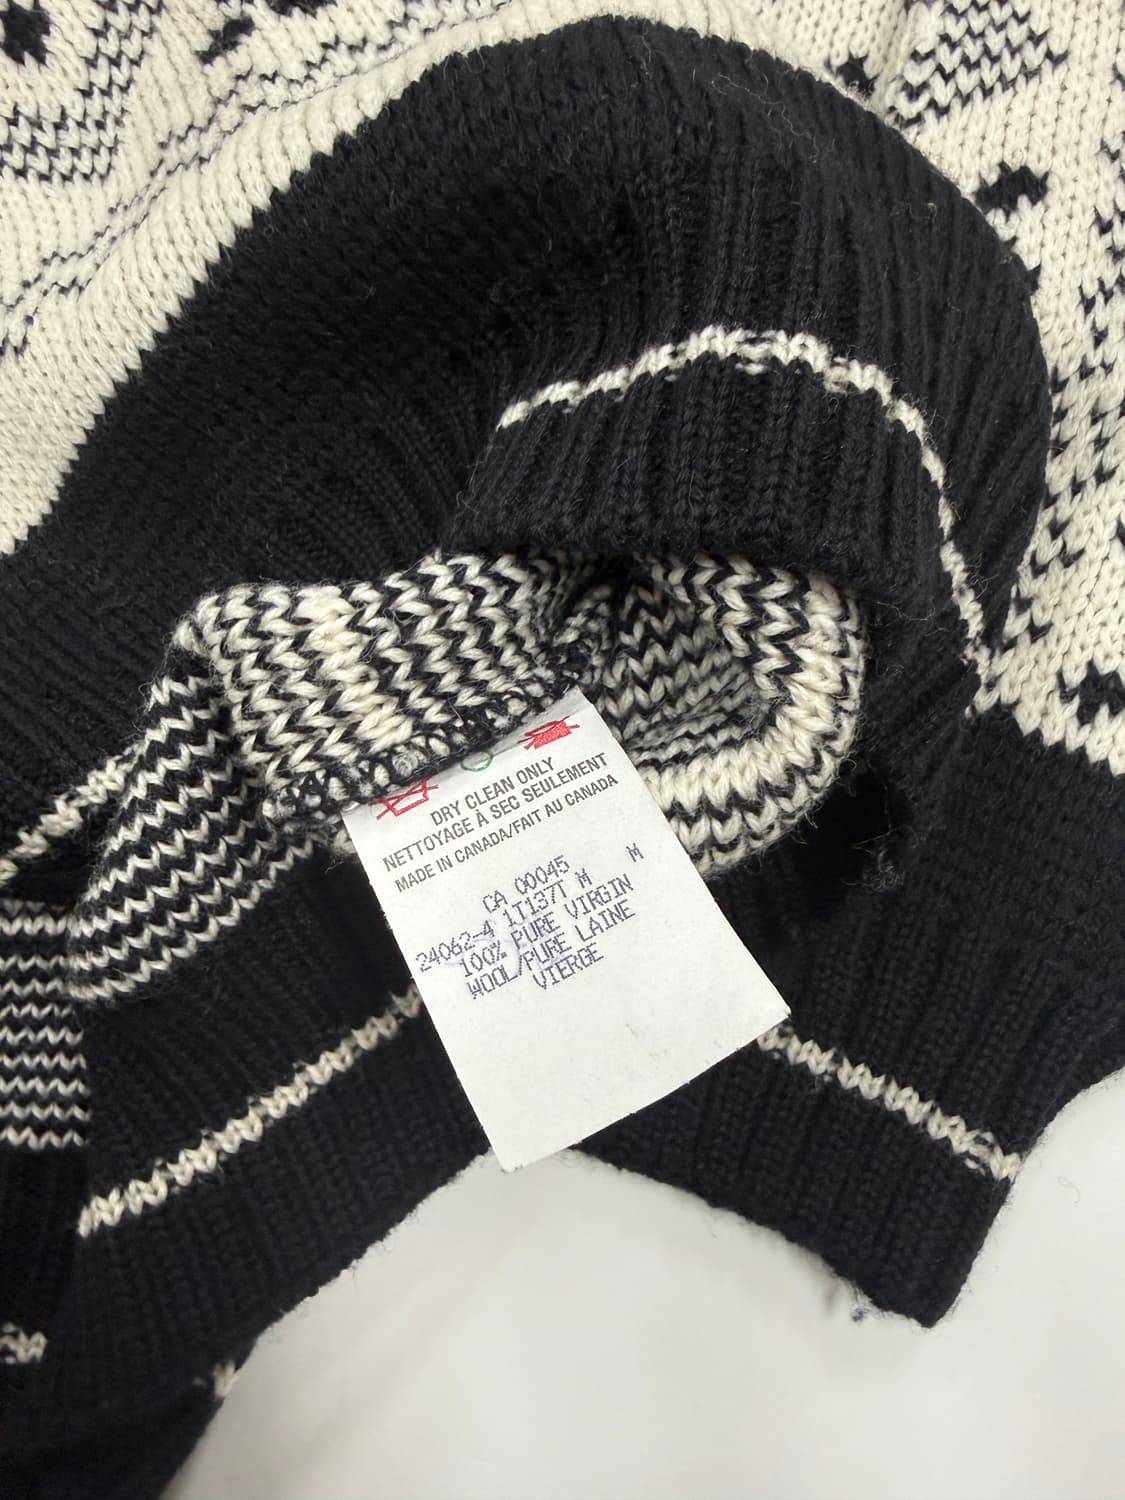 DRY CLEAN ONLY
NETTOYAGE À SEC SEULEMENT
MADE IN CANADA/FAIT AU CANADA
CA 00045 M
24062-4 1T137T M
100% PURE VIRGIN
WOOL/PURE LAINE
VIERGE